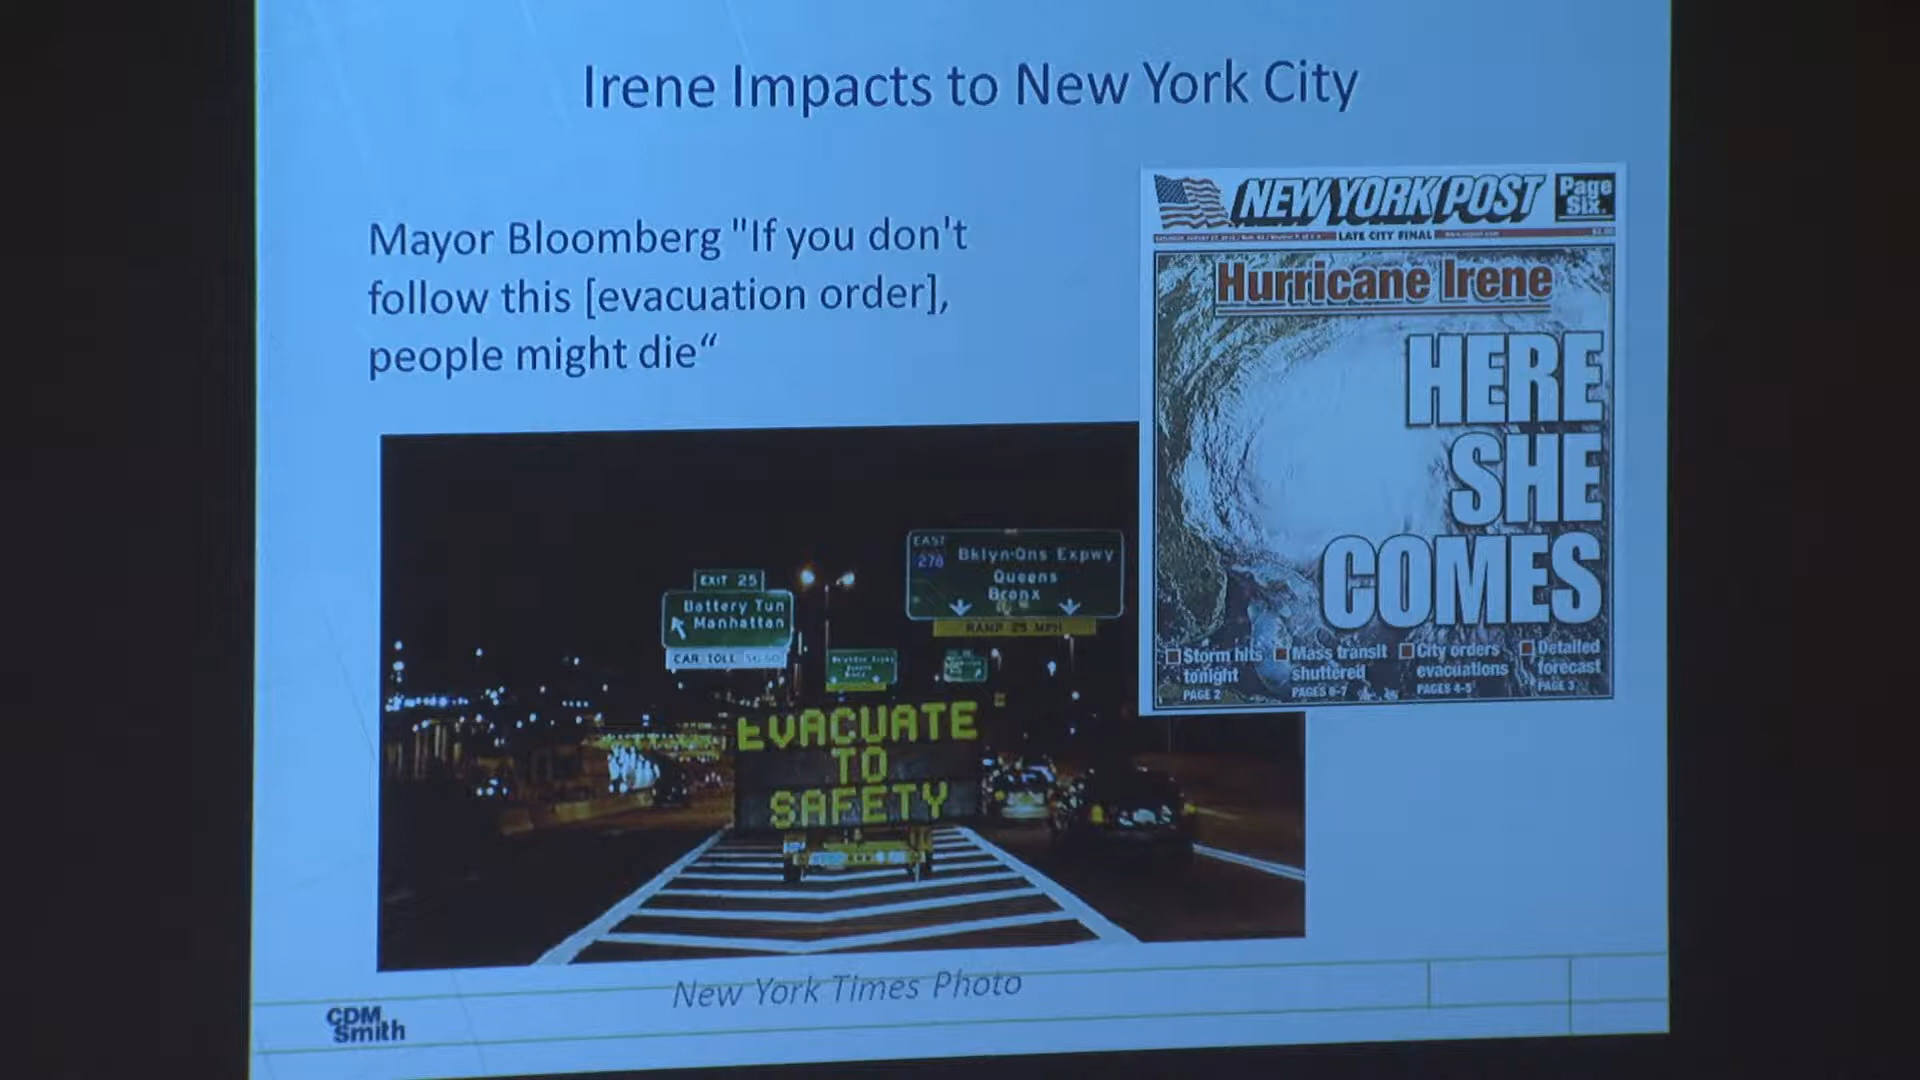 Irene Impacts to New York City
Mayor Bloomberg "If you don't
follow this [evacuation order],
people might die“
NEW YORK POST
Page
Six.
LATE CITY FINAL
Hurricane Irene
HERE
SHE
COMES
Storm hits
tonight
PAGE 2
Mass transit
shuttered
PAGES 6-7
City orders
evacuations
PAGES 4-5
Detailed
forecast
PAGE 3
EAST
278
Bklyn-Qns Expwy
Queens
Bronx
RAMP 25 MPH
EXIT 25
Battery Tun
Manhattan
CAR TOLL
EVACUATE
TO
SAFETY
New York Times Photo
CDM
Smith